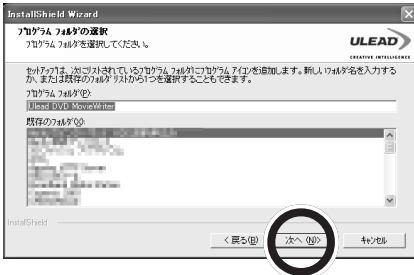 InstallShield Wizard
プログラム フォルダの選択
プログラム フォルダを選択してください。
ULEAD
CREATIVE INTELLIGENCE
セットアップは、次にリストされているプログラム フォルダにプログラム アイコンを追加します。新しいフォルダ名を入力する
か、または既存のフォルダ リストから1つを選択することもできます。
プログラム フォルダ(P):
Ulead DVD MovieWriter
既存のフォルダ(X):
InstallShield
< 戻る(B)
次へ (N)>
キャンセル